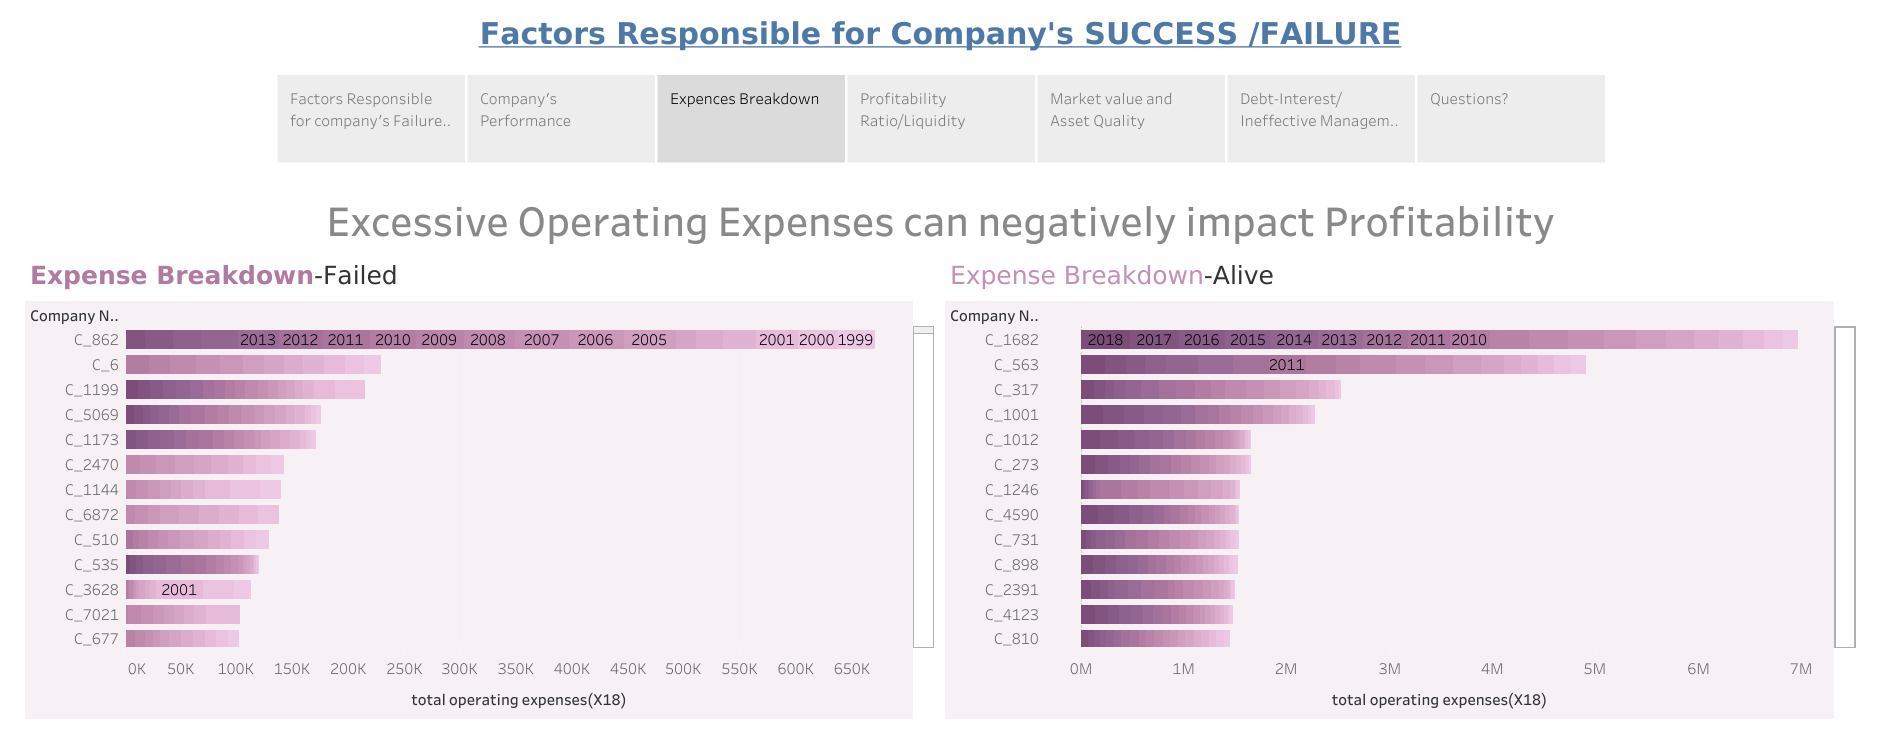 Factors Responsible for Company's SUCCESS /FAILURE
Factors Responsible
for company's Failure..
Company's
Performance
Expences Breakdown
Profitability
Ratio/Liquidity
Market value and
Asset Quality
Debt-Interest/
Ineffective Managem..
Questions?
Excessive Operating Expenses can negatively impact Profitability
Expense Breakdown-Failed
Company N..
C_862 2013 2012 2011 2010 2009 2008 2007 2006 2005 2001 2000 1999
C_6
C_1199
C_5069
C_1173
C_2470
C_1144
C_6872
C_510
C_535
C_3628 2001
C_7021
C_677
0K 50K 100K 150K 200K 250K 300K 350K 400K 450K 500K 550K 600K 650K
total operating expenses(X18)
Expense Breakdown-Alive
Company N..
C_1682 2018 2017 2016 2015 2014 2013 2012 2011 2010
C_563 2011
C_317
C_1001
C_1012
C_273
C_1246
C_4590
C_731
C_898
C_2391
C_4123
C_810
0M 1M 2M 3M 4M 5M 6M 7M
total operating expenses(X18)